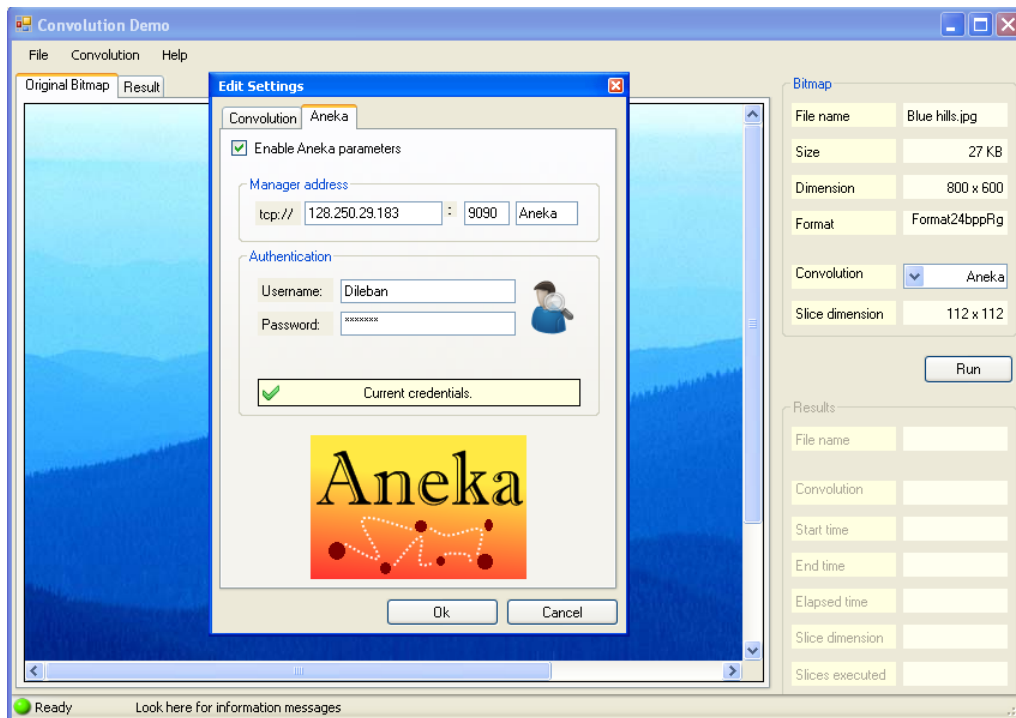 Convolution Demo
File Convolution Help
Original Bitmap Result
Edit Settings
Convolution Aneka
Enable Aneka parameters
Manager address
tcp:// 128.250.29.183 : 9090 Aneka
Authentication
Username: Dileban
Password: *******
Current credentials.
Aneka
Ok Cancel
Bitmap
File name Blue hills.jpg
Size 27 KB
Dimension 800 x 600
Format Format24bppRg
Convolution Aneka
Slice dimension 112 x 112
Run
Results
File name
Convolution
Start time
End time
Elapsed time
Slice dimension
Slices executed
Ready Look here for information messages